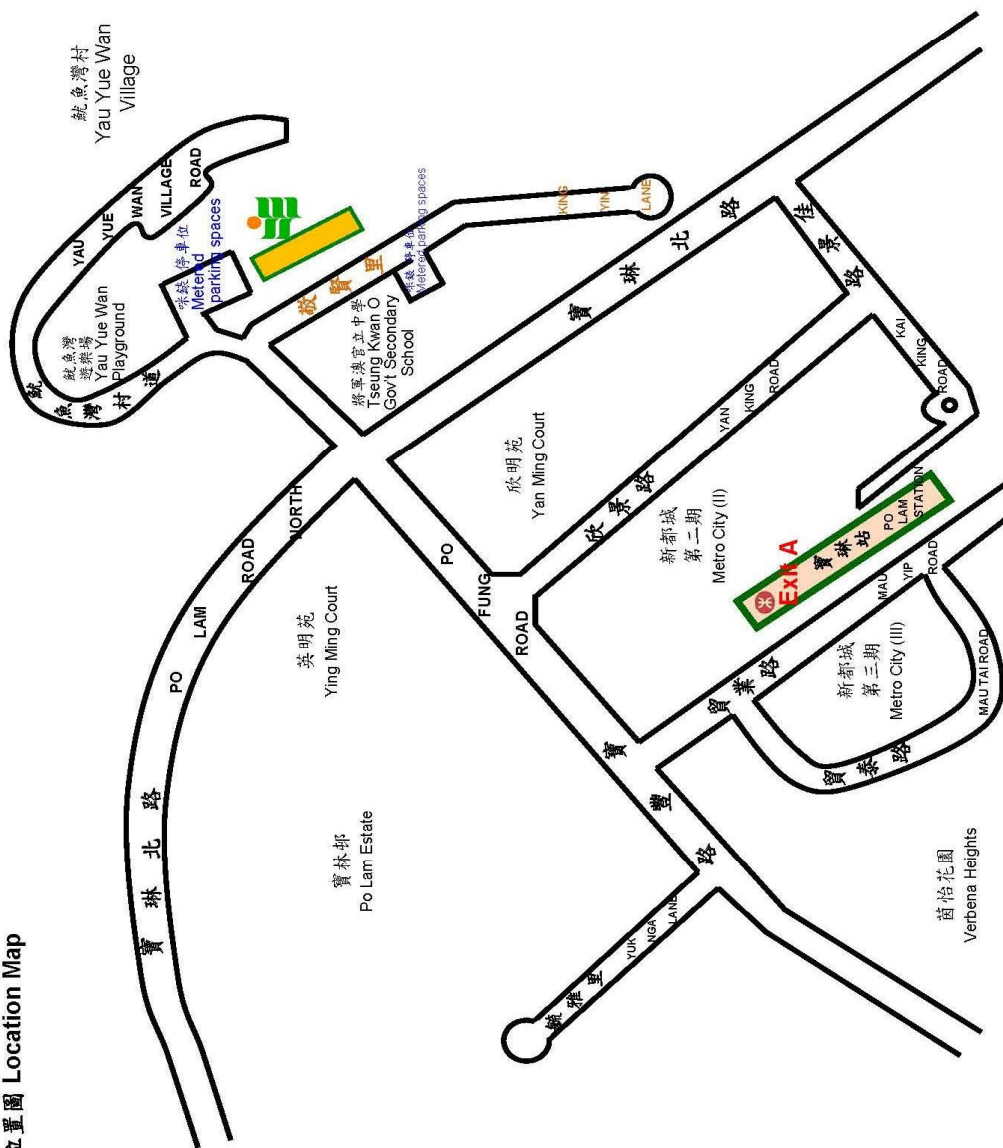 位置圖 Location Map
魷魚灣村
Yau Yue Wan
Village
YAU
YUE
WAN
VILLAGE
ROAD
咪錶停車位
Metered
parking spaces
魷魚灣
遊樂場
Yau Yue Wan
Playground
魷魚灣村道
敬賢里
KING
YIN
LANE
咪錶停車位
Metered parking spaces
將軍澳官立中學
Tseung Kwan O
Gov't Secondary
School
寶琳北路
PO
LAM
ROAD
NORTH
寶琳北路
佳景路
KAI
KING
ROAD
欣明苑
Yan Ming Court
YAN
KING
ROAD
欣景路
英明苑
Ying Ming Court
PO
FUNG
ROAD
寶豐路
新都城
第二期
Metro City (II)
Exit A
寶琳站
PO
LAM
STATION
MAU
YIP
ROAD
貿業路
新都城
第三期
Metro City (III)
貿泰路
MAU TAI ROAD
寶林邨
Po Lam Estate
毓雅里
YUK
NGA
LANE
茵怡花園
Verbena Heights